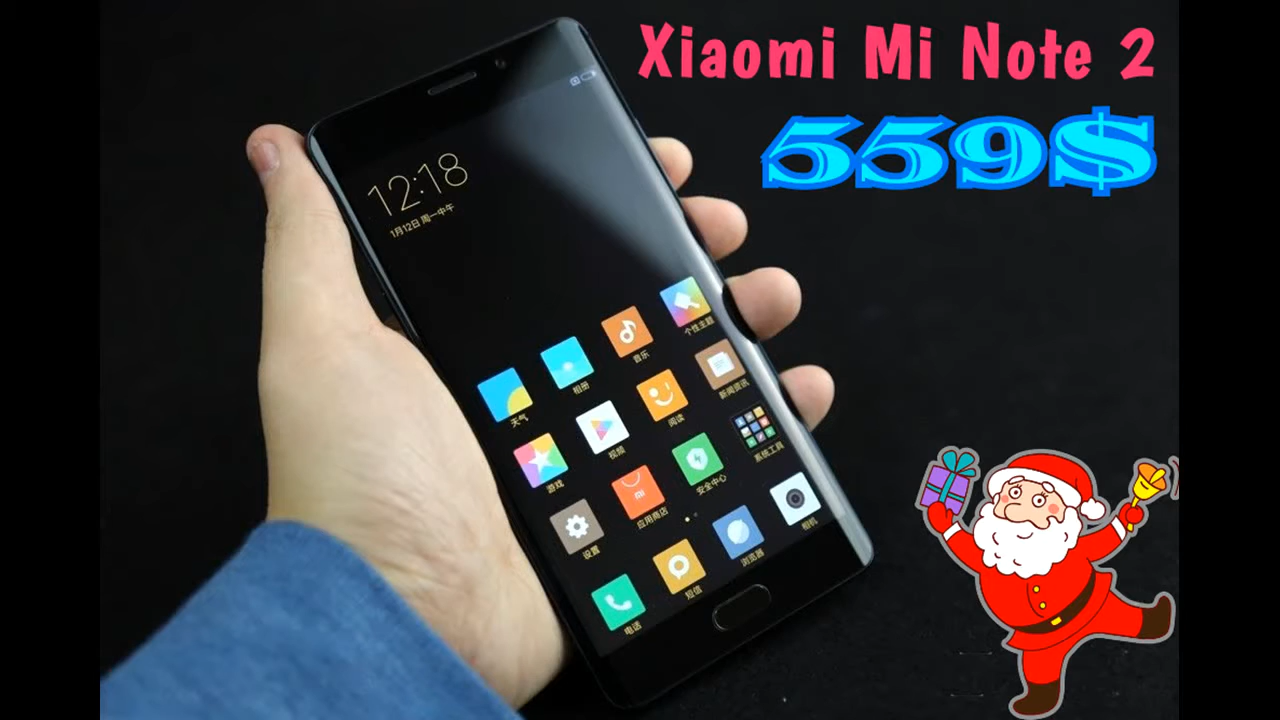 Xiaomi Mi Note 2
559$
12:18
1月12日 周一中午
天气
相册
音乐
个性主题
游戏
视频
阅读
新闻资讯
设置
mi
应用商店
安全中心
系统工具
电话
短信
浏览器
相机